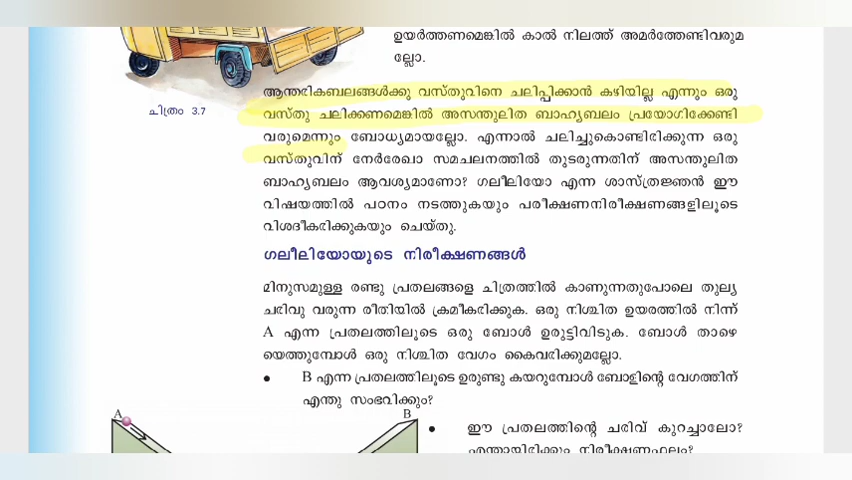 ഉയർത്തണമെങ്കിൽ കാൽ നിലത്ത് അമർത്തേണ്ടിവരുമ
ല്ലോ.
ആന്തരികബലങ്ങൾക്കു വസ്തുവിനെ ചലിപ്പിക്കാൻ കഴിയില്ല എന്നും ഒരു
ചിത്രം 3.7
വസ്തു ചലിക്കണമെങ്കിൽ അസന്തുലിത ബാഹ്യബലം പ്രയോഗിക്കേണ്ടി
വരുമെന്നും ബോധ്യമായല്ലോ. എന്നാൽ ചലിച്ചുകൊണ്ടിരിക്കുന്ന ഒരു
വസ്തുവിന് നേർരേഖാ സമചലനത്തിൽ തുടരുന്നതിന് അസന്തുലിത
ബാഹ്യബലം ആവശ്യമാണോ? ഗലീലിയോ എന്ന ശാസ്ത്രജ്ഞൻ ഈ
വിഷയത്തിൽ പഠനം നടത്തുകയും പരീക്ഷണനിരീക്ഷണങ്ങളിലൂടെ
വിശദീകരിക്കുകയും ചെയ്തു.
ഗലീലിയോയുടെ നിരീക്ഷണങ്ങൾ
മിനുസമുള്ള രണ്ടു പ്രതലങ്ങളെ ചിത്രത്തിൽ കാണുന്നതുപോലെ തുല്യ
ചരിവു വരുന്ന രീതിയിൽ ക്രമീകരിക്കുക. ഒരു നിശ്ചിത ഉയരത്തിൽ നിന്ന്
A എന്ന പ്രതലത്തിലൂടെ ഒരു ബോൾ ഉരുട്ടിവിടുക. ബോൾ താഴെ
യെത്തുമ്പോൾ ഒരു നിശ്ചിത വേഗം കൈവരിക്കുമല്ലോ.
• B എന്ന പ്രതലത്തിലൂടെ ഉരുണ്ടു കയറുമ്പോൾ ബോളിന്റെ വേഗത്തിന്
എന്തു സംഭവിക്കും?
A
B
• ഈ പ്രതലത്തിന്റെ ചരിവ് കുറച്ചാലോ?
എന്തായിരിക്കും നിരീക്ഷണഫലം?